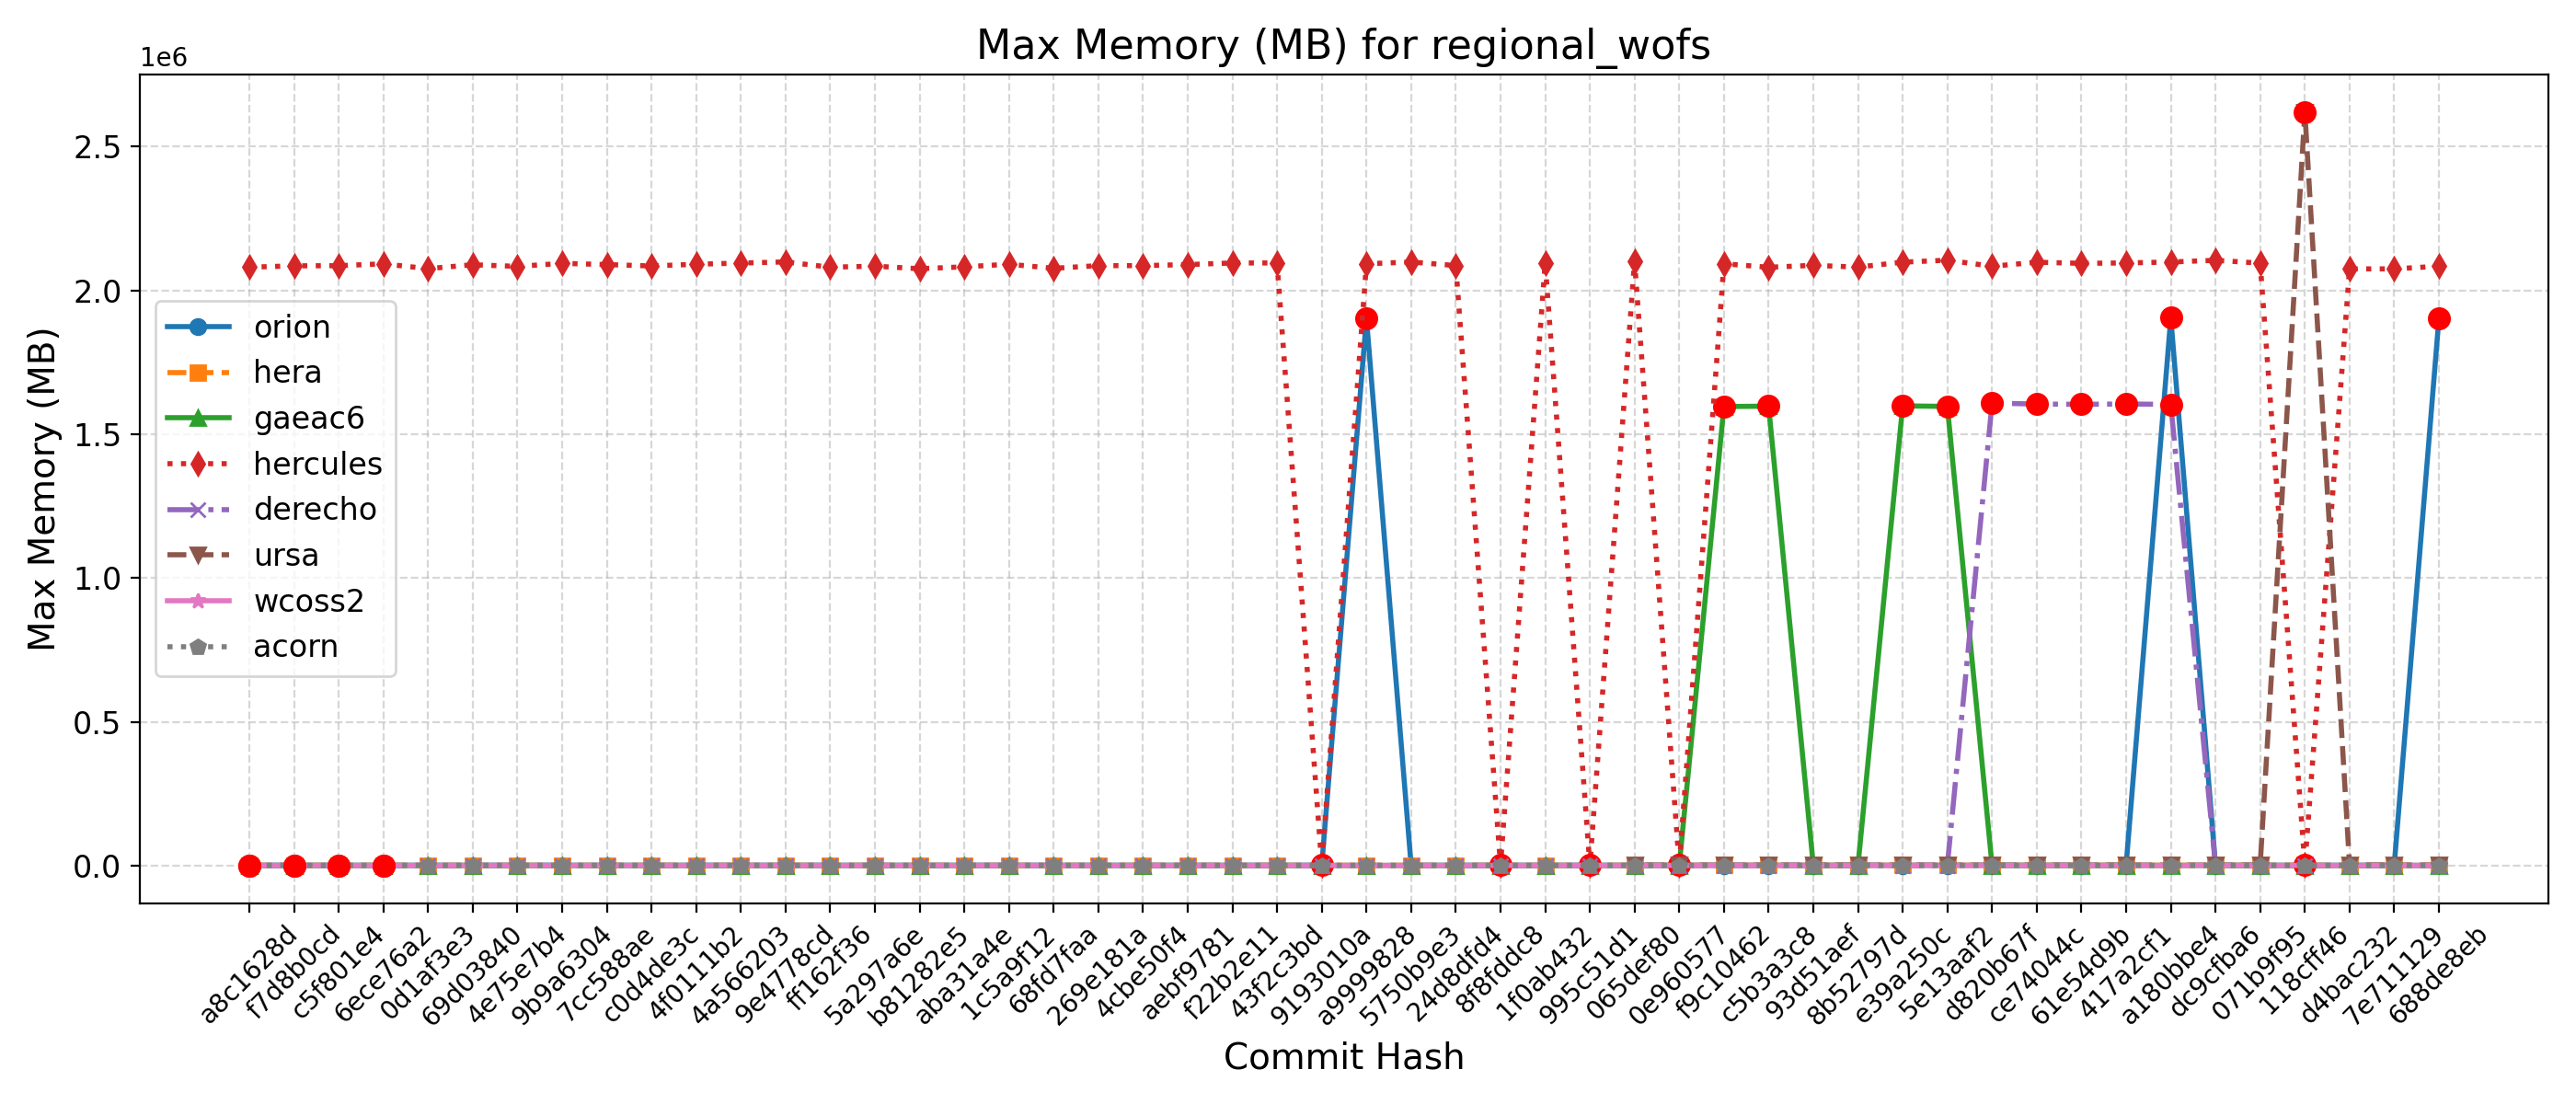 Max Memory (MB) for regional_wofs
1e6
2.5
2.0
1.5
1.0
0.5
0.0
Max Memory (MB)
orion
hera
gaeac6
hercules
derecho
ursa
wcoss2
acorn
a8c1628d
f7d8b0cd
c5f801e4
6ece76a2
0d1af3e3
69d03840
4e75e7b4
9b9a6304
7cc588ae
c0d4de3c
4f0111b2
4a566203
9e4778cd
ff162f36
5a297a6e
b81282e5
aba31a4e
1c5a9f12
68fd7faa
269e181a
4cbe50f4
aebf9781
f22b2e11
43f2c3bd
9193010a
a9999828
5750b9e3
24d8dfd4
8f8fddc8
1f0ab432
995c51d1
065def80
0e960577
f9c10462
c5b3a3c8
93d51aef
8b52797d
e39a250c
5e13aaf2
d820b67f
ce74044c
61e54d9b
417a2cf1
a180bbe4
dc9cfba6
071b9f95
118cff46
d4bac232
7e711129
688de8eb
Commit Hash